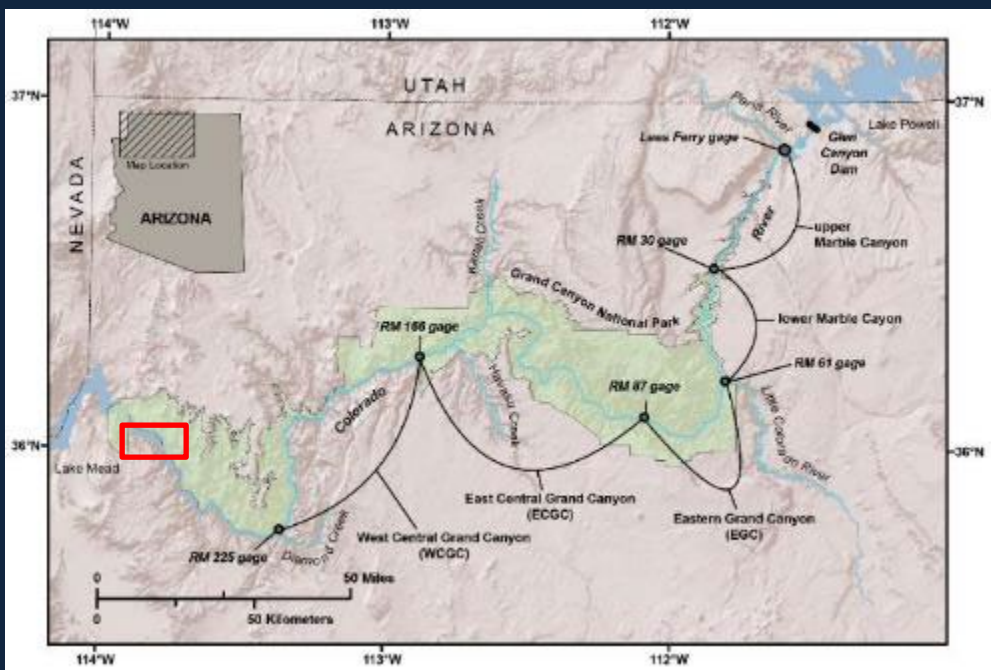 114°W
113°W
112°W
37°N
37°N
UTAH
ARIZONA
NEVADA
Map Location
ARIZONA
Paria River
Lake Powell
Lees Ferry gage
Glen
Canyon
Dam
River
upper
Marble Canyon
RM 30 gage
Kanab Creek
Grand Canyon National Park
lower Marble Cayon
RM 166 gage
RM 61 gage
RM 87 gage
Havasu Creek
Colorado
Little Colorado River
36°N
36°N
Lake Mead
East Central Grand Canyon
(ECGC)
Eastern Grand Canyon
(EGC)
West Central Grand Canyon
(WCGC)
RM 225 gage
Diamond Creek
0
50 Miles
0
50 Kilometers
114°W
113°W
112°W